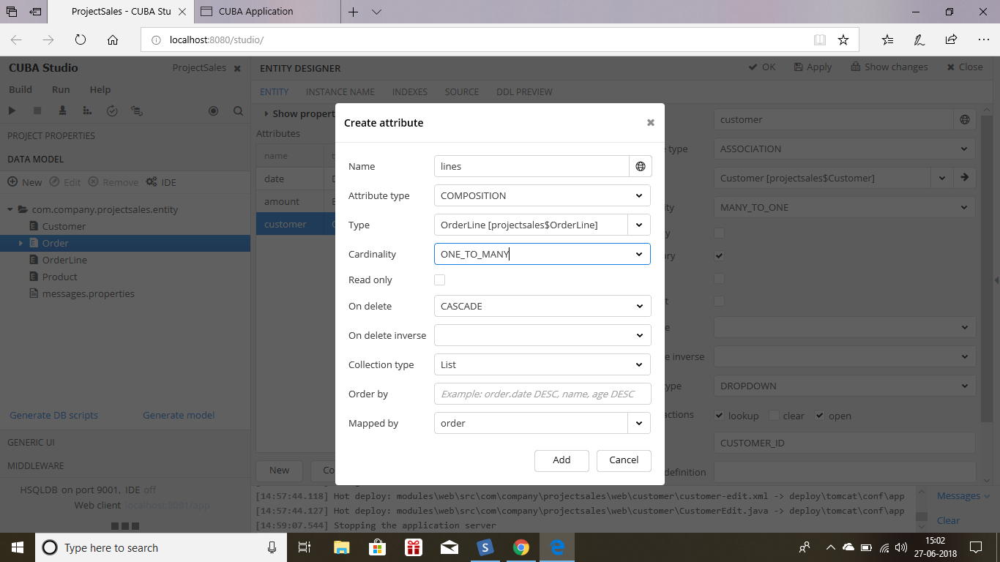 ProjectSales - CUBA Stu
CUBA Application
localhost:8080/studio/
CUBA Studio
ProjectSales
Build Run Help
PROJECT PROPERTIES
DATA MODEL
New Edit Remove IDE
com.company.projectsales.entity
Customer
Order
OrderLine
Product
messages.properties
Generate DB scripts Generate model
GENERIC UI
MIDDLEWARE
HSQLDB on port 9001, IDE off
Web client localhost:8081/app
ENTITY DESIGNER
OK Apply Show changes Close
ENTITY INSTANCE NAME INDEXES SOURCE DDL PREVIEW
Show propert
Attributes
name
date
amount
customer
New Co
Create attribute
Name lines
Attribute type COMPOSITION
Type OrderLine [projectsales$OrderLine]
Cardinality ONE_TO_MANY
Read only
On delete CASCADE
On delete inverse
Collection type List
Order by Example: order.date DESC, name, age DESC
Mapped by order
Add Cancel
customer
e type ASSOCIATION
Customer [projectsales$Customer]
ity MANY_TO_ONE
ry
e inverse
type DROPDOWN
actions lookup clear open
CUSTOMER_ID
definition
[14:57:44.118] Hot deploy: modules\web\src\com\company\projectsales\web\customer\customer-edit.xml -> deploy\tomcat\conf\app
[14:57:44.127] Hot deploy: modules\web\src\com\company\projectsales\web\customer\CustomerEdit.java -> deploy\tomcat\conf\app
[14:59:07.544] Stopping the application server
Messages
Clear
Type here to search
15:02
27-06-2018